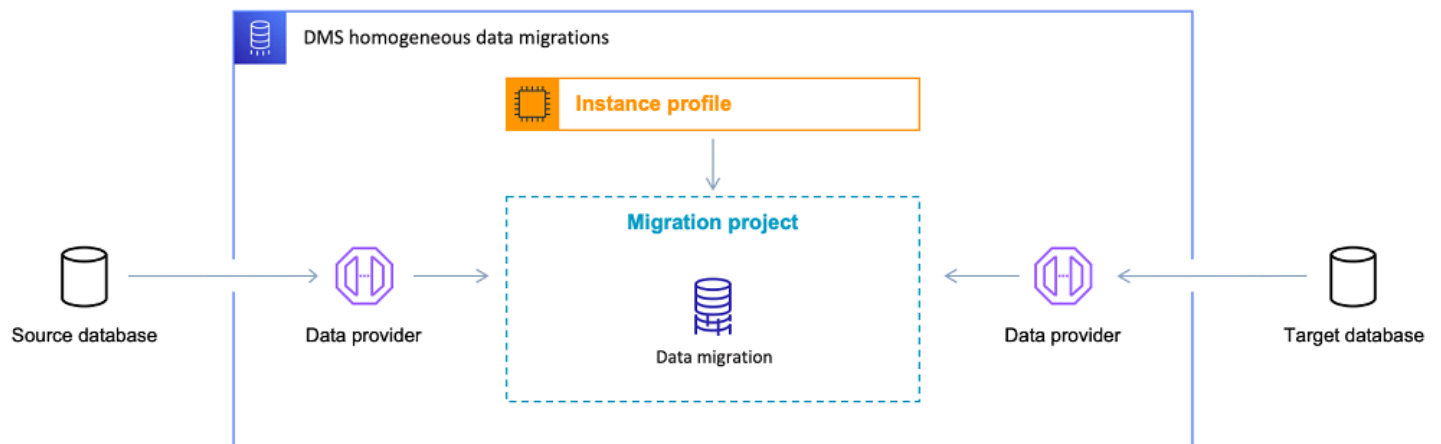 DMS homogeneous data migrations
Instance profile
Migration project
Source database
Data provider
Data migration
Data provider
Target database